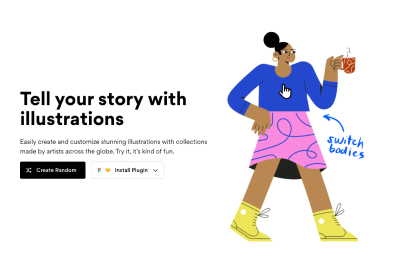 Tell your story with
illustrations
Easily create and customize stunning illustrations with collections
made by artists across the globe. Try it, it's kind of fun.
Create Random
Install Plugin
switch
bodies